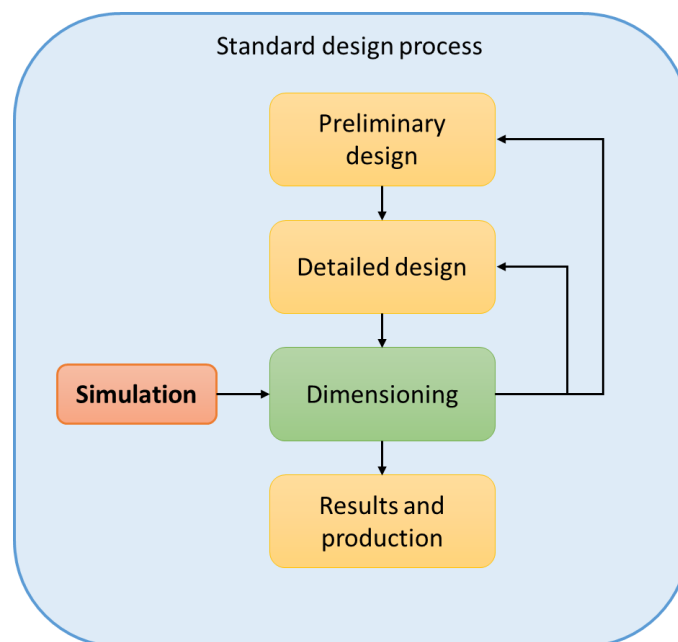 Standard design process
Preliminary
design
Detailed design
Simulation
Dimensioning
Results and
production